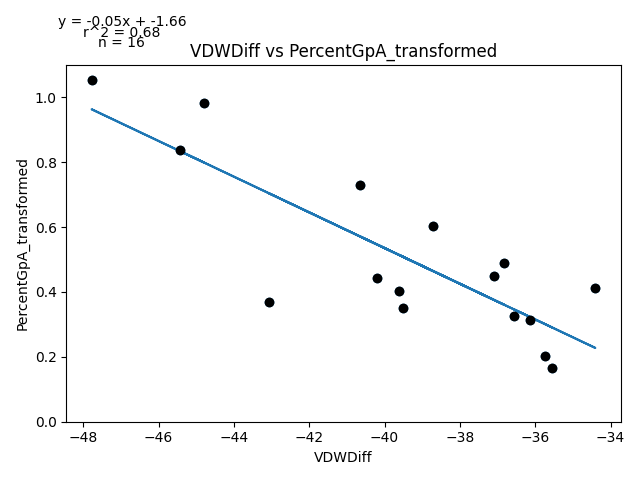 y = -0.05x + -1.66
r^2 = 0.68
n = 16
VDWDiff vs PercentGpA_transformed
PercentGpA_transformed
1.0
0.8
0.6
0.4
0.2
0.0
−48 −46 −44 −42 −40 −38 −36 −34
VDWDiff